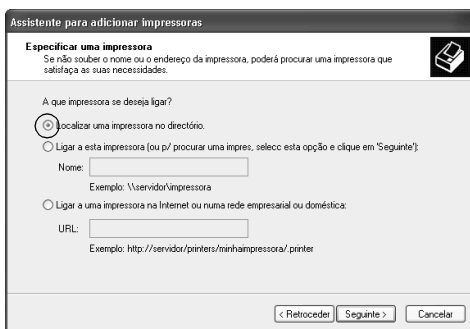 Assistente para adicionar impressoras
Especificar uma impressora
Se não souber o nome ou o endereço da impressora, poderá procurar uma impressora que
satisfaça as suas necessidades.
A que impressora se deseja ligar?
Localizar uma impressora no directório.
Ligar a esta impressora (ou p/ procurar uma impres, selecc esta opção e clique em 'Seguinte'):
Nome:
Exemplo: \\servidor\impressora
Ligar a uma impressora na Internet ou numa rede empresarial ou doméstica:
URL:
Exemplo: http://servidor/printers/minhaimpressora/.printer
< Retroceder Seguinte > Cancelar